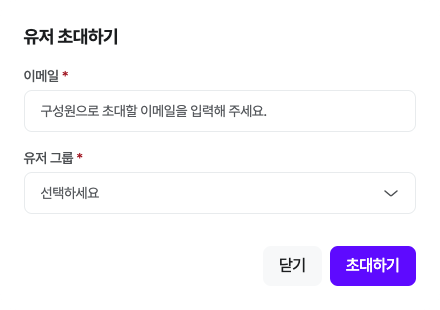 유저 초대하기
이메일 *
구성원으로 초대할 이메일을 입력해 주세요.
유저 그룹 *
선택하세요
닫기 초대하기